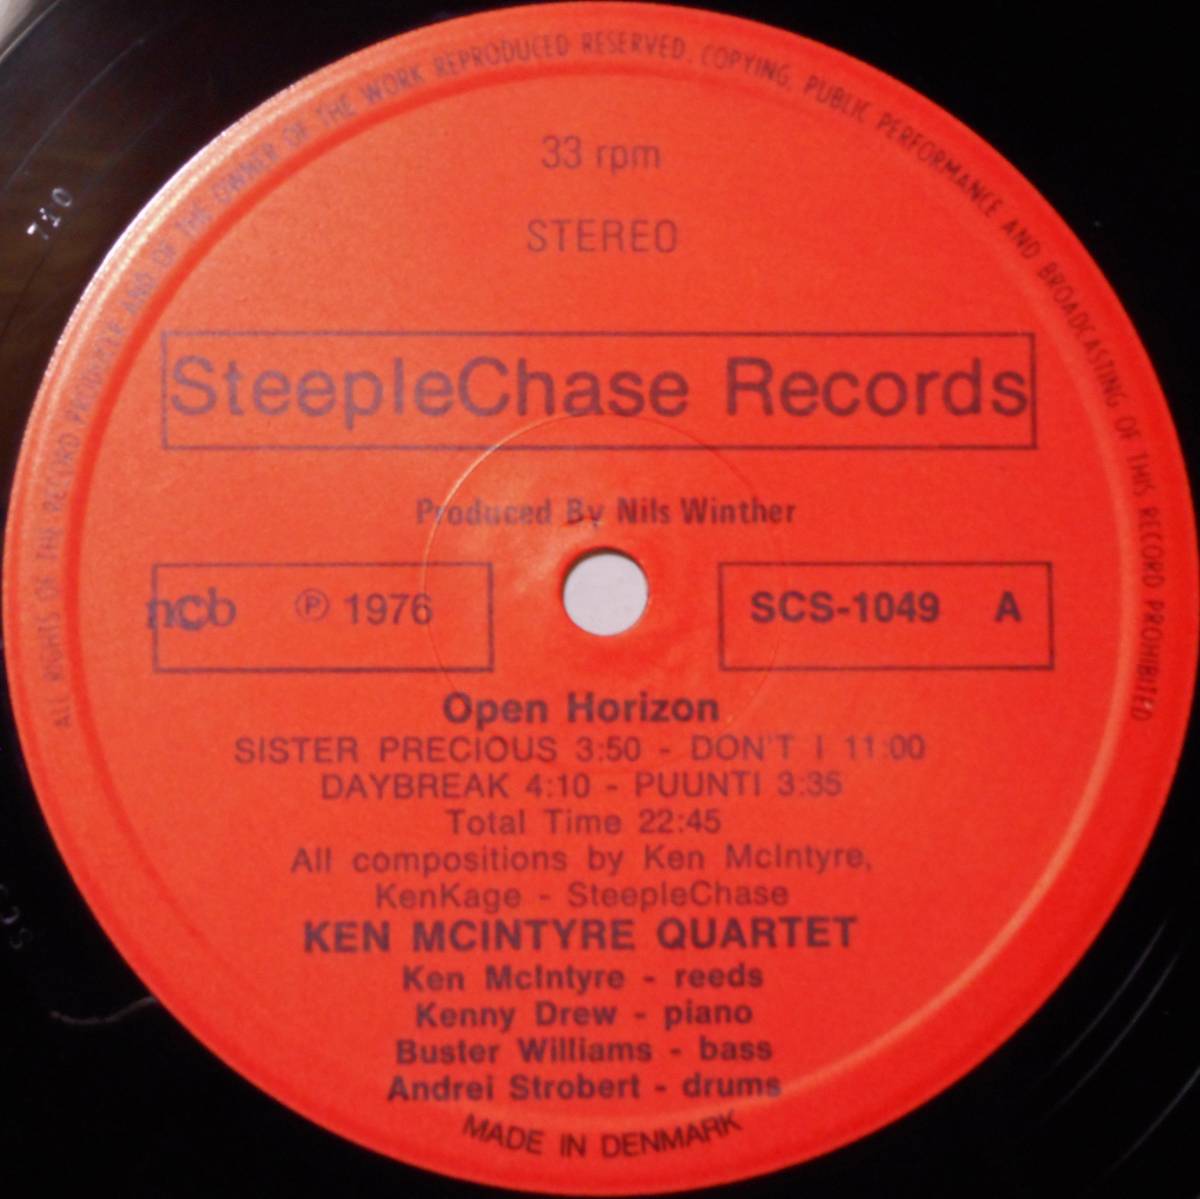 ALL RIGHTS OF THE RECORD PRODUCER AND OF THE OWNER OF THE WORK REPRODUCED RESERVED. COPYING, PUBLIC PERFORMANCE AND BROADCASTING OF THIS RECORD PROHIBITED
33 rpm
STEREO
SteepleChase Records
Produced By Nils Winther
ncb ℗ 1976
SCS-1049 A
Open Horizon
SISTER PRECIOUS 3:50 - DON'T I 11:00
DAYBREAK 4:10 - PUUNTI 3:35
Total Time 22:45
All compositions by Ken McIntyre,
KenKage - SteepleChase
KEN MCINTYRE QUARTET
Ken McIntyre - reeds
Kenny Drew - piano
Buster Williams - bass
Andrei Strobert - drums
MADE IN DENMARK